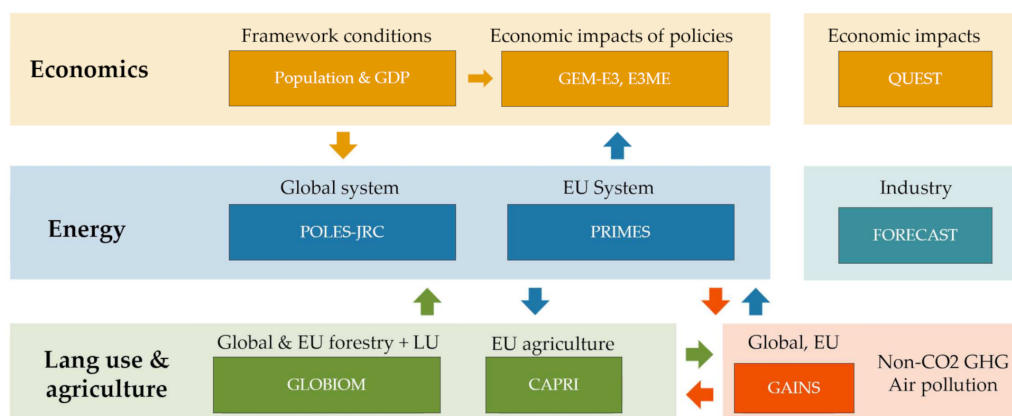 Framework conditions
Economic impacts of policies
Economic impacts
Economics
Population & GDP
GEM-E3, E3ME
QUEST
Global system
EU System
Industry
Energy
POLES-JRC
PRIMES
FORECAST
Global & EU forestry + LU
EU agriculture
Global, EU
Lang use &
agriculture
GLOBIOM
CAPRI
GAINS
Non-CO2 GHG
Air pollution